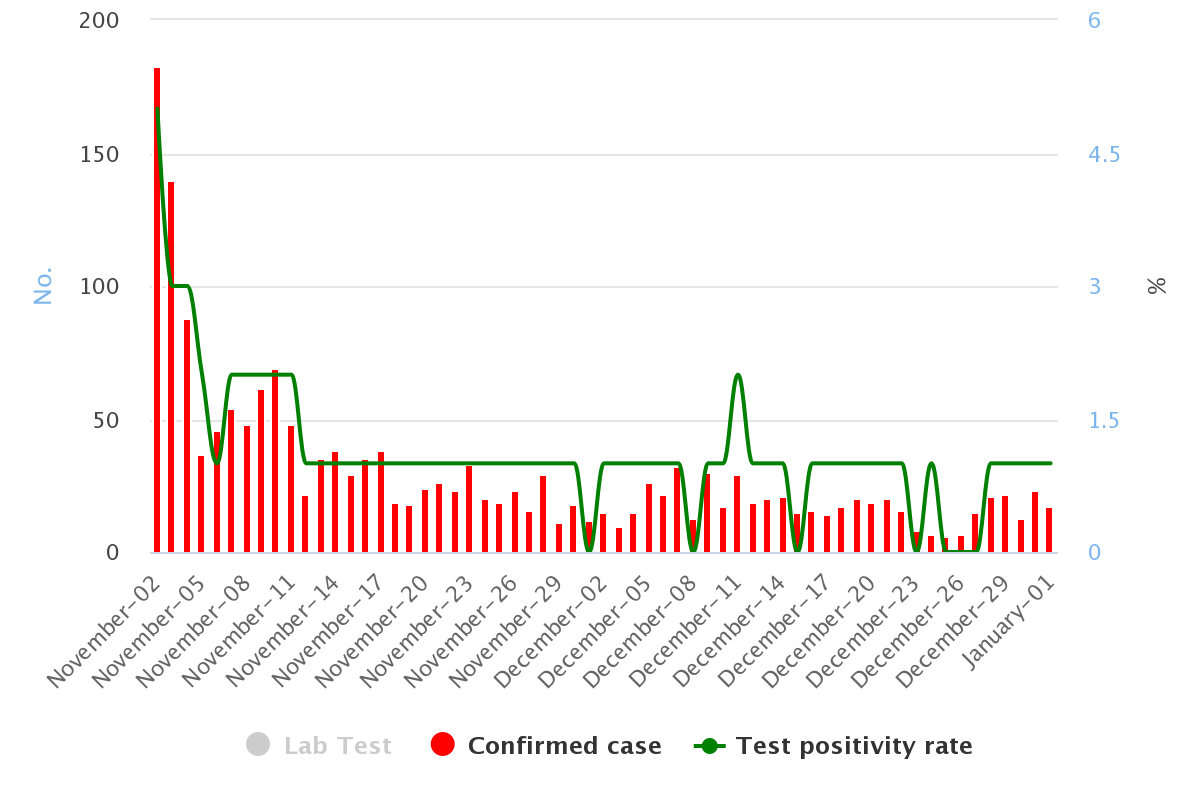 200
150
100
50
0
No.
6
4.5
3
1.5
0
%
November-02
November-05
November-08
November-11
November-14
November-17
November-20
November-23
November-26
November-29
December-02
December-05
December-08
December-11
December-14
December-17
December-20
December-23
December-26
December-29
January-01
Lab Test Confirmed case Test positivity rate